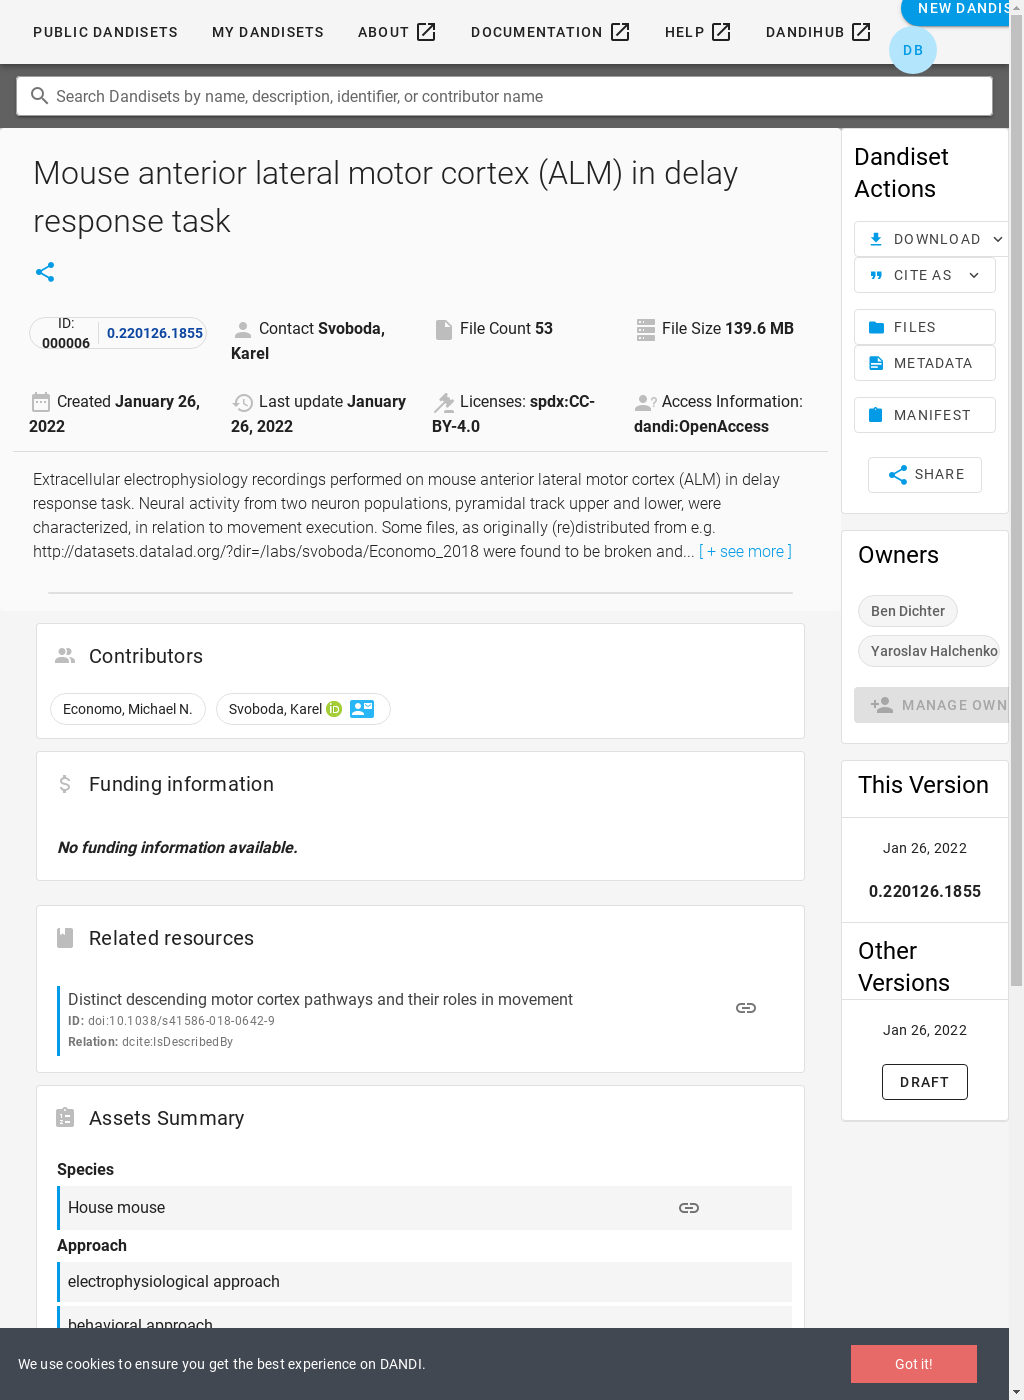 PUBLIC DANDISETS
MY DANDISETS
ABOUT
DOCUMENTATION
HELP
DANDIHUB
NEW DANDIS
DB
Search Dandisets by name, description, identifier, or contributor name
Mouse anterior lateral motor cortex (ALM) in delay
response task
ID:
000006
0.220126.1855
Contact Svoboda,
Karel
File Count 53
File Size 139.6 MB
Created January 26,
2022
Last update January
26, 2022
Licenses: spdx:CC-
BY-4.0
Access Information:
dandi:OpenAccess
Extracellular electrophysiology recordings performed on mouse anterior lateral motor cortex (ALM) in delay
response task. Neural activity from two neuron populations, pyramidal track upper and lower, were
characterized, in relation to movement execution. Some files, as originally (re)distributed from e.g.
http://datasets.datalad.org/?dir=/labs/svoboda/Economo_2018 were found to be broken and... [ + see more ]
Contributors
Economo, Michael N.
Svoboda, Karel iD
Funding information
No funding information available.
Related resources
Distinct descending motor cortex pathways and their roles in movement
ID: doi:10.1038/s41586-018-0642-9
Relation: dcite:IsDescribedBy
Assets Summary
Species
House mouse
Approach
electrophysiological approach
behavioral approach
Dandiset
Actions
DOWNLOAD
CITE AS
FILES
METADATA
MANIFEST
SHARE
Owners
Ben Dichter
Yaroslav Halchenko
MANAGE OWN
This Version
Jan 26, 2022
0.220126.1855
Other
Versions
Jan 26, 2022
DRAFT
We use cookies to ensure you get the best experience on DANDI.
Got it!